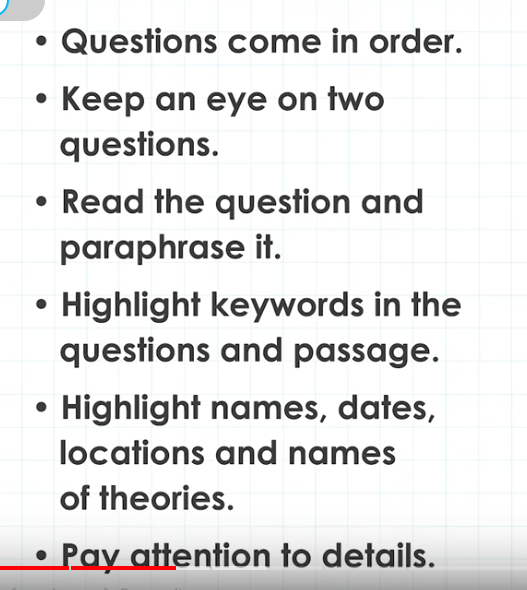 • Questions come in order.
• Keep an eye on two
questions.
• Read the question and
paraphrase it.
• Highlight keywords in the
questions and passage.
• Highlight names, dates,
locations and names
of theories.
• Pay attention to details.